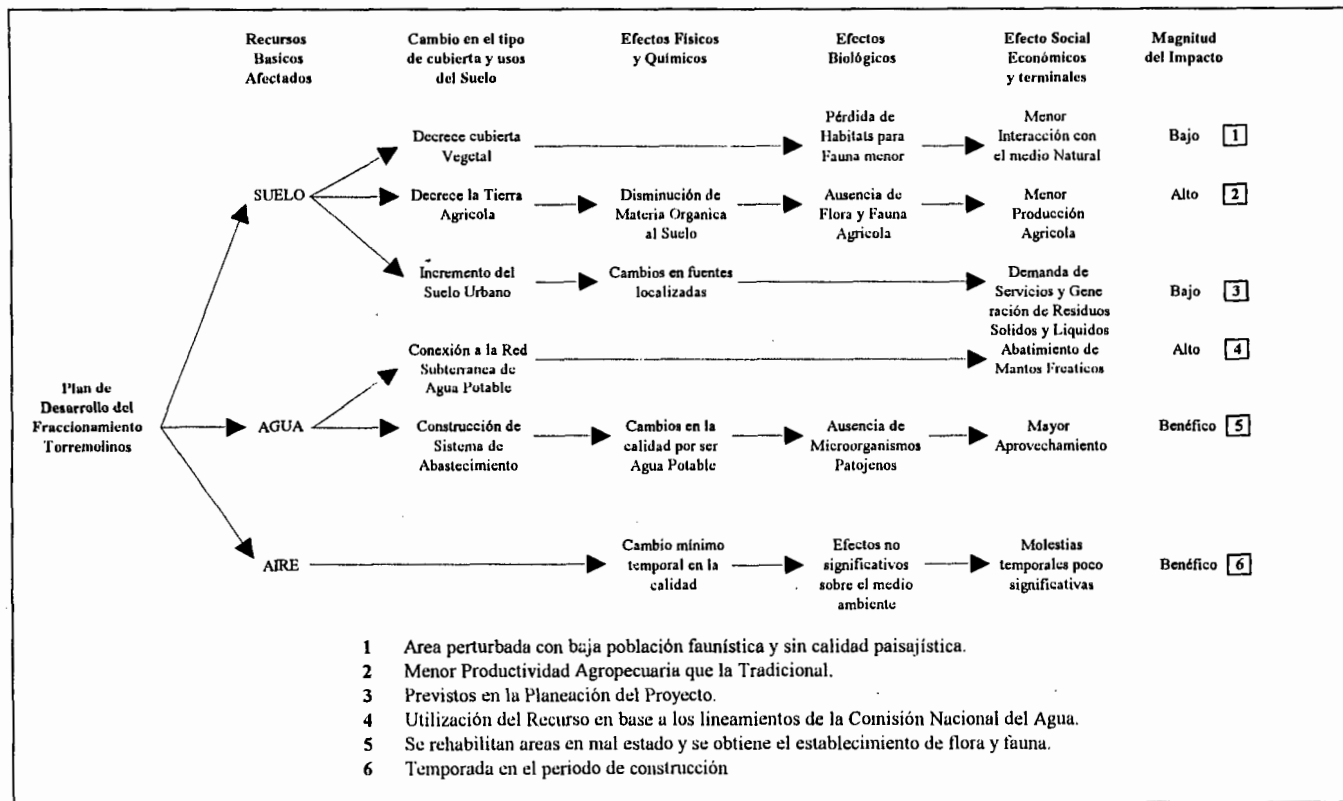 Recursos
Basicos
Afectados
Cambio en el tipo
de cubierta y usos
del Suelo
Efectos Físicos
y Químicos
Efectos
Biológicos
Efecto Social
Económicos
y terminales
Magnitud
del Impacto
Plan de
Desarrollo del
Fraccionamiento
Torremolinos
SUELO
Decrece cubierta
Vegetal
Pérdida de
Habitats para
Fauna menor
Menor
Interacción con
el medio Natural
Bajo 1
Decrece la Tierra
Agricola
Disminución de
Materia Organica
al Suelo
Ausencia de
Flora y Fauna
Agricola
Menor
Producción
Agricola
Alto 2
Incremento del
Suelo Urbano
Cambios en fuentes
localizadas
Demanda de
Servicios y Gene
ración de Residuos
Solidos y Liquidos
Bajo 3
AGUA
Conexión a la Red
Subterranea de
Agua Potable
Abatimiento de
Mantos Freaticos
Alto 4
Construcción de
Sistema de
Abastecimiento
Cambios en la
calidad por ser
Agua Potable
Ausencia de
Microorganismos
Patojenos
Mayor
Aprovechamiento
Benéfico 5
AIRE
Cambio mínimo
temporal en la
calidad
Efectos no
significativos
sobre el medio
ambiente
Molestias
temporales poco
significativas
Benéfico 6
1 Area perturbada con baja población faunística y sin calidad paisajística.
2 Menor Productividad Agropecuaria que la Tradicional.
3 Previstos en la Planeación del Proyecto.
4 Utilización del Recurso en base a los lineamientos de la Comisión Nacional del Agua.
5 Se rehabilitan areas en mal estado y se obtiene el establecimiento de flora y fauna.
6 Temporada en el periodo de construcción